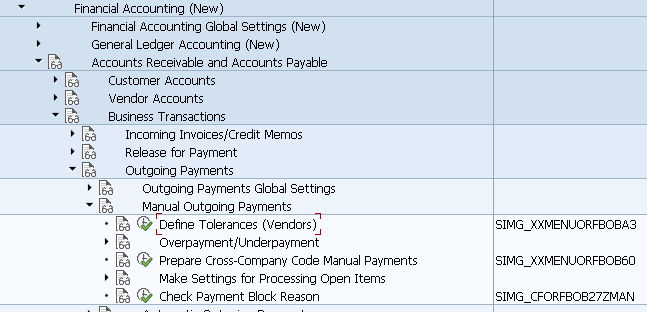 Financial Accounting (New)
Financial Accounting Global Settings (New)
General Ledger Accounting (New)
Accounts Receivable and Accounts Payable
Customer Accounts
Vendor Accounts
Business Transactions
Incoming Invoices/Credit Memos
Release for Payment
Outgoing Payments
Outgoing Payments Global Settings
Manual Outgoing Payments
Define Tolerances (Vendors) SIMG_XXMENUORFBOBA3
Overpayment/Underpayment
Prepare Cross-Company Code Manual Payments SIMG_XXMENUORFBOB60
Make Settings for Processing Open Items
Check Payment Block Reason SIMG_CFORFBOB27ZMAN